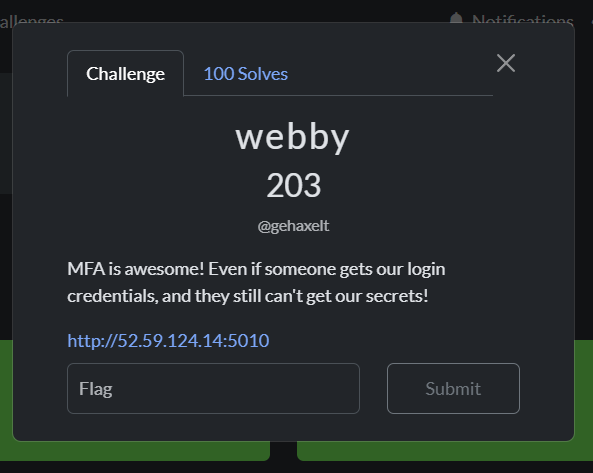 allenges
Notifications
Challenge
100 Solves
webby
203
@gehaxelt
MFA is awesome! Even if someone gets our login
credentials, and they still can't get our secrets!
http://52.59.124.14:5010
Flag
Submit